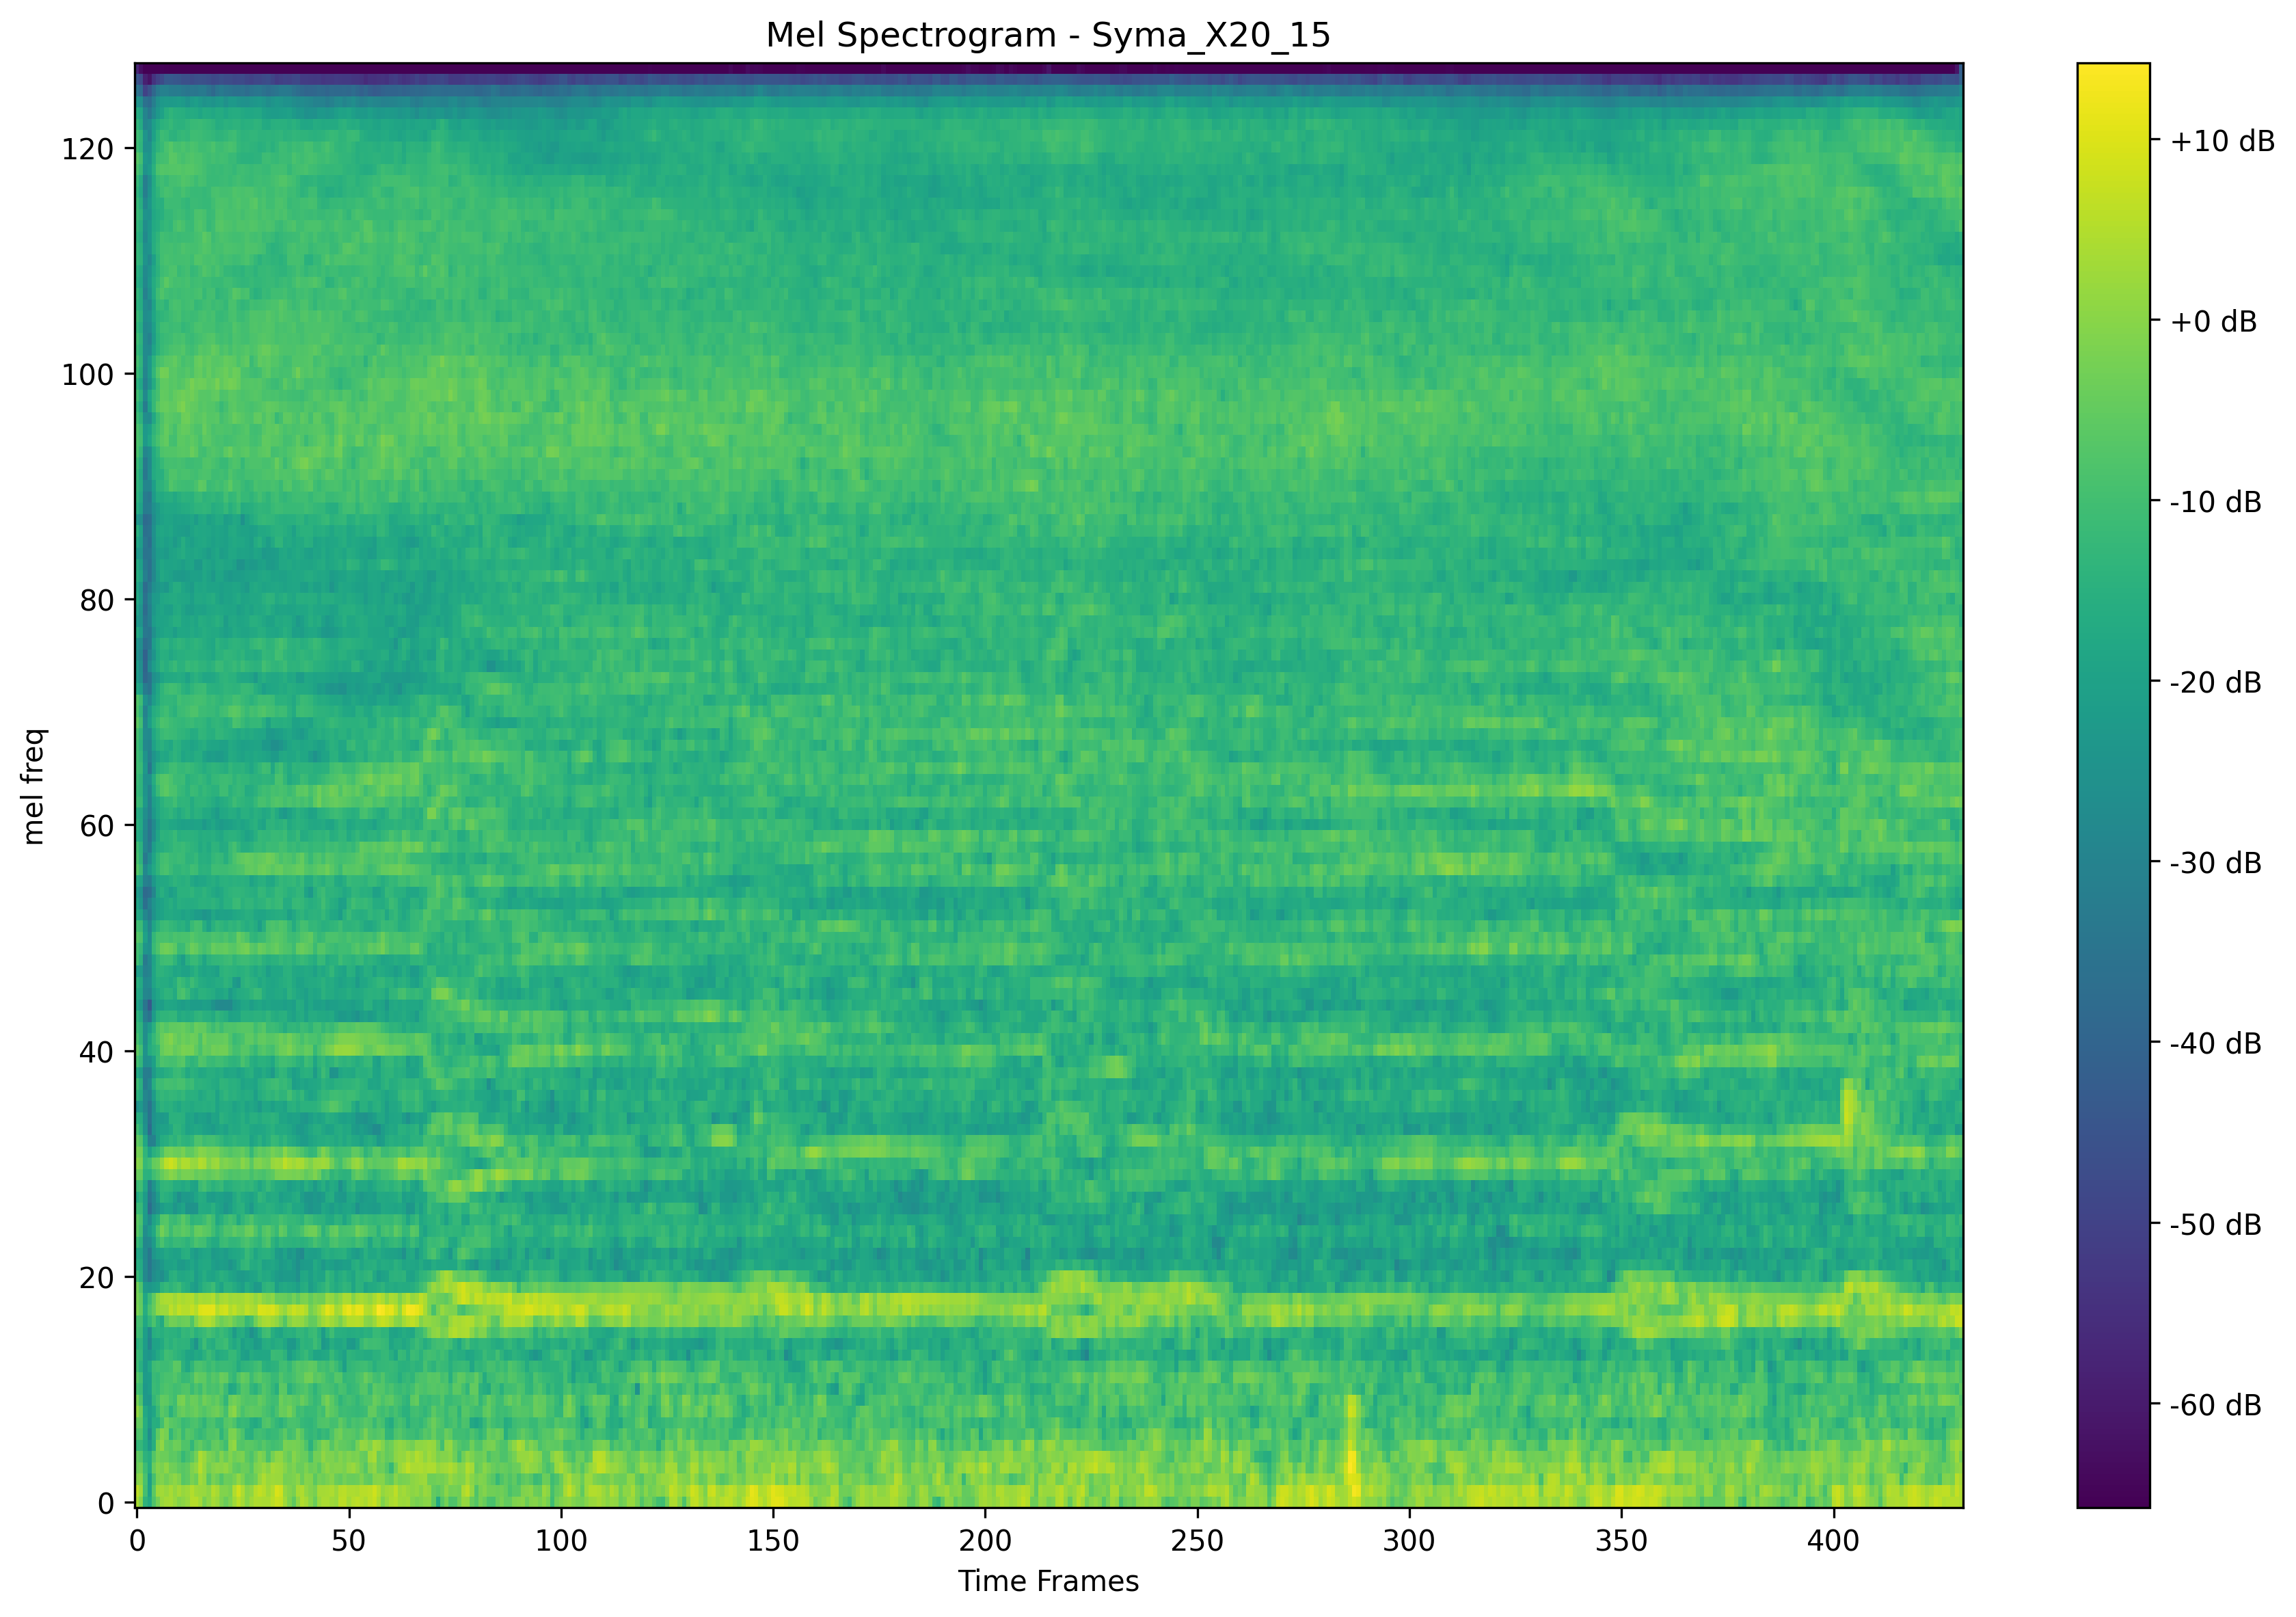 Mel Spectrogram - Syma_X20_15
mel freq
120
100
80
60
40
20
0
0 50 100 150 200 250 300 350 400
Time Frames
+10 dB
+0 dB
-10 dB
-20 dB
-30 dB
-40 dB
-50 dB
-60 dB